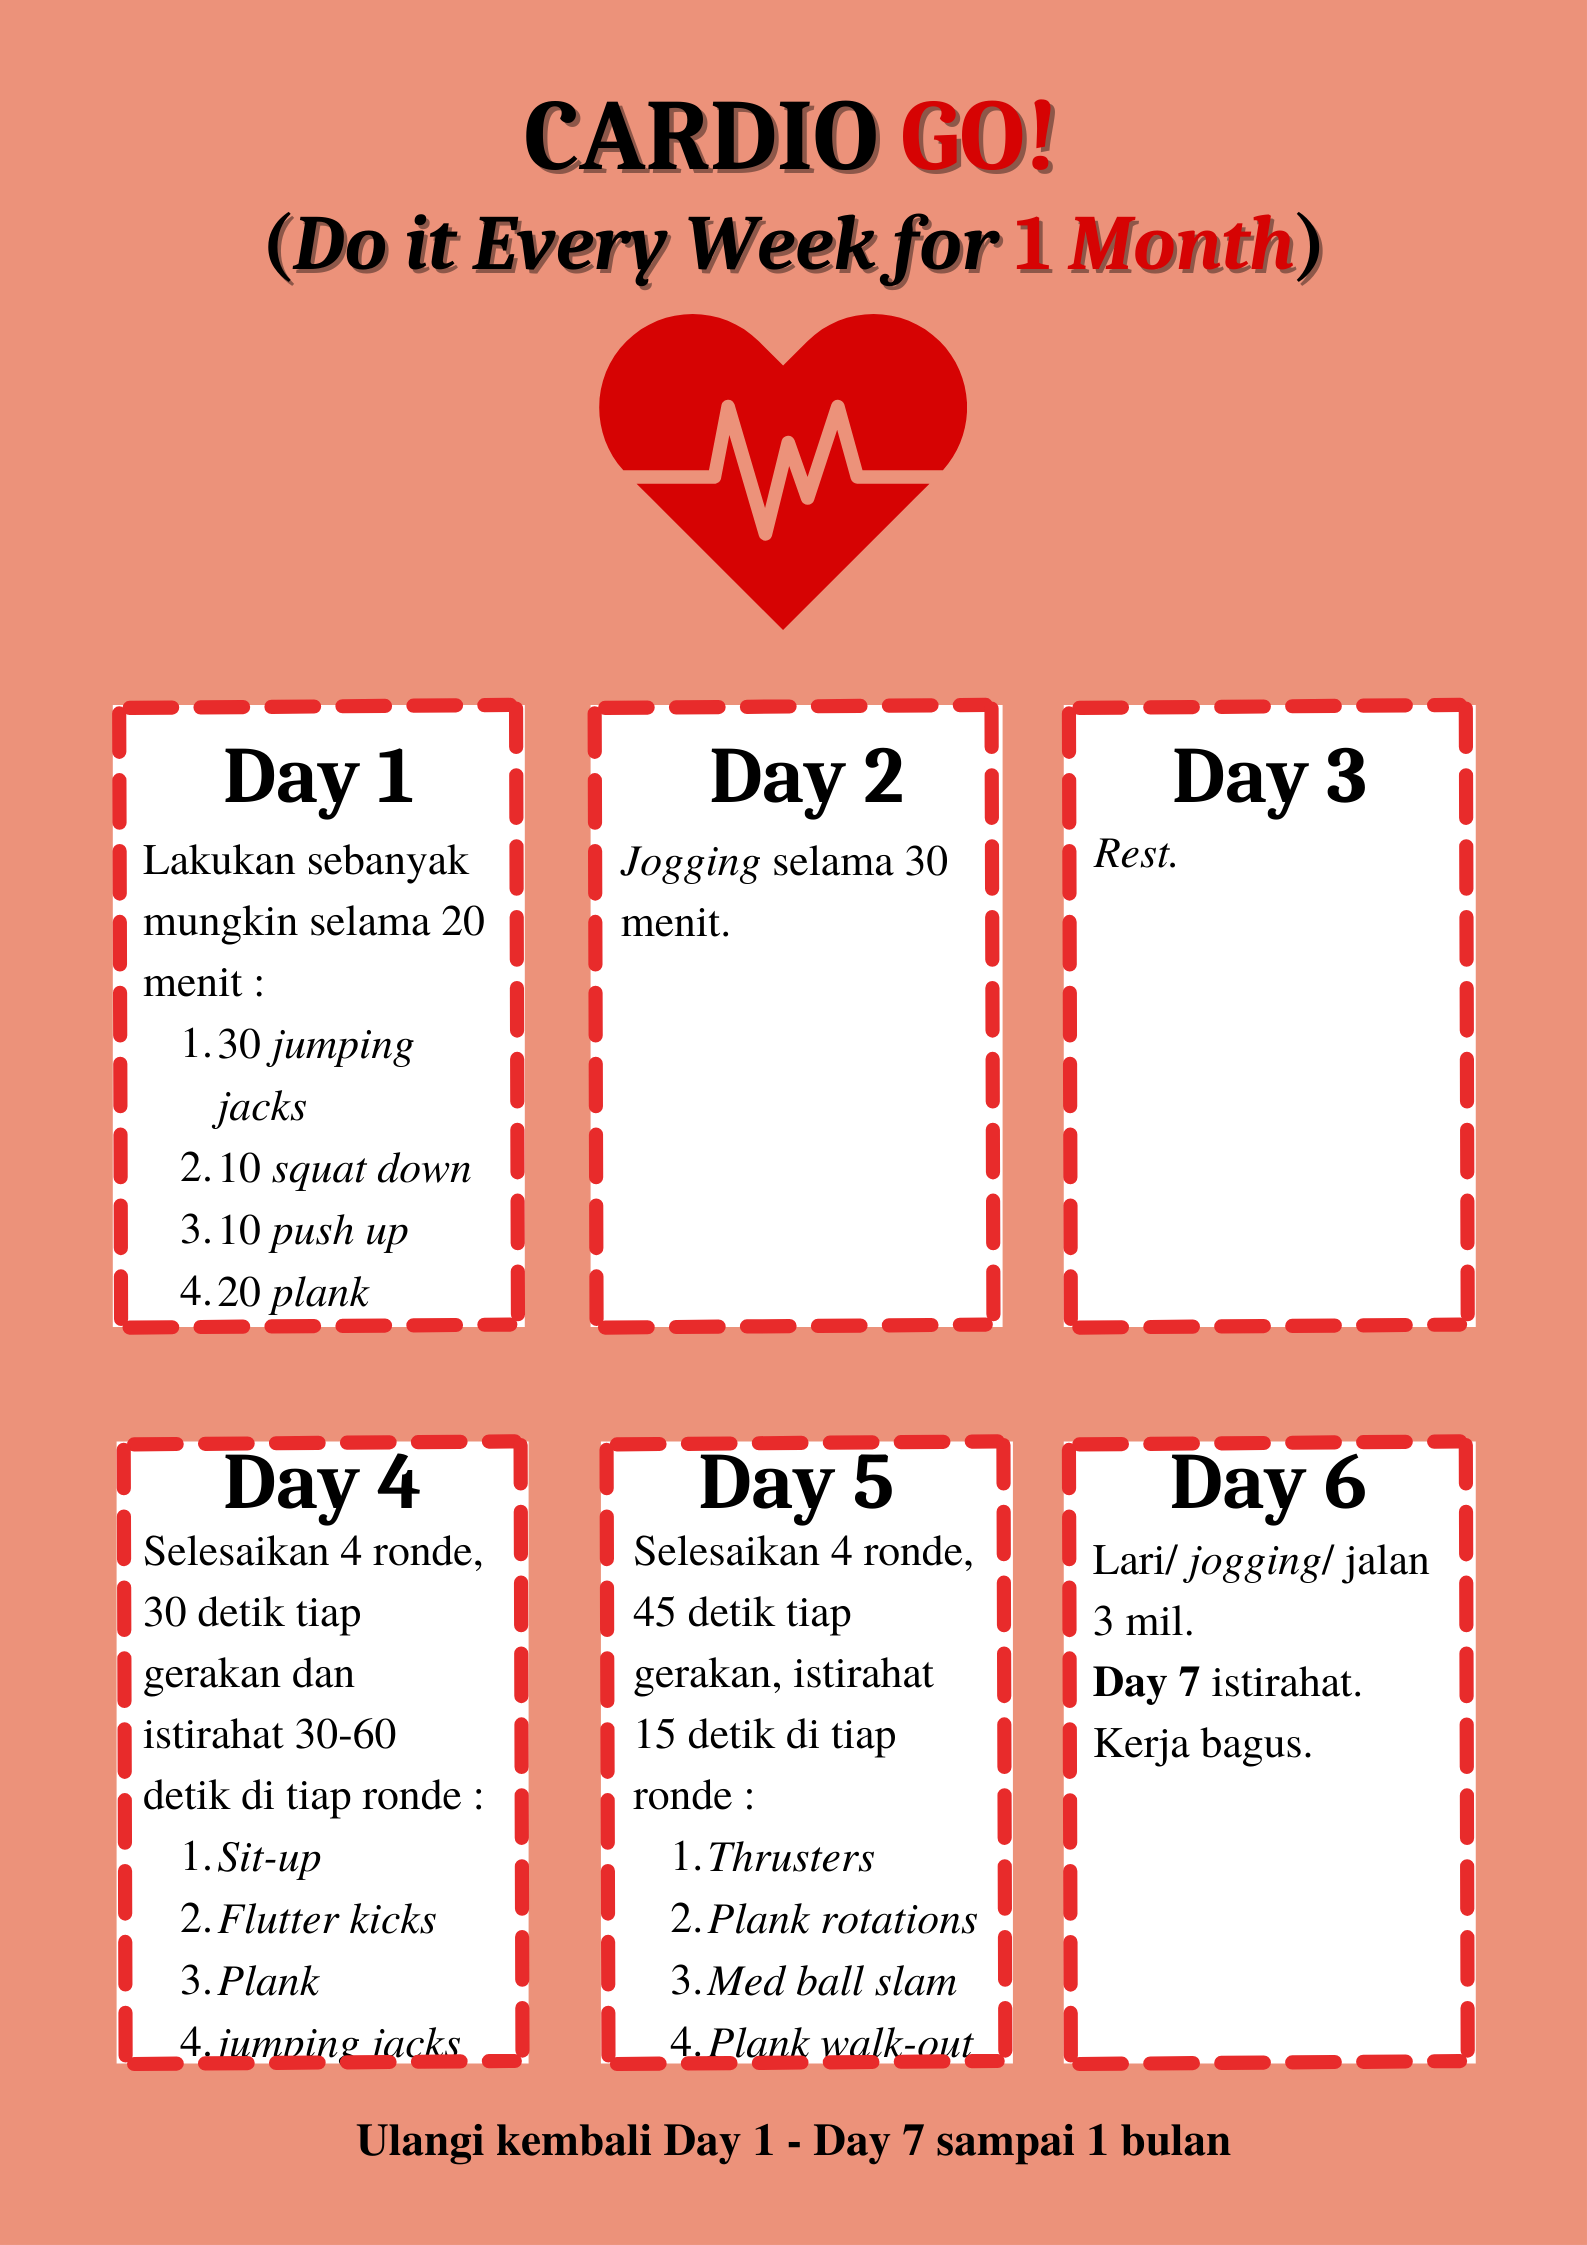 CARDIO GO!
(Do it Every Week for 1 Month)
Day 1
Lakukan sebanyak
mungkin selama 20
menit :
1. 30 jumping
jacks
2. 10 squat down
3. 10 push up
4. 20 plank
Day 2
Jogging selama 30
menit.
Day 3
Rest.
Day 4
Selesaikan 4 ronde,
30 detik tiap
gerakan dan
istirahat 30-60
detik di tiap ronde :
1. Sit-up
2. Flutter kicks
3. Plank
4. jumping jacks
Day 5
Selesaikan 4 ronde,
45 detik tiap
gerakan, istirahat
15 detik di tiap
ronde :
1. Thrusters
2. Plank rotations
3. Med ball slam
4. Plank walk-out
Day 6
Lari/ jogging/ jalan
3 mil.
Day 7 istirahat.
Kerja bagus.
Ulangi kembali Day 1 - Day 7 sampai 1 bulan